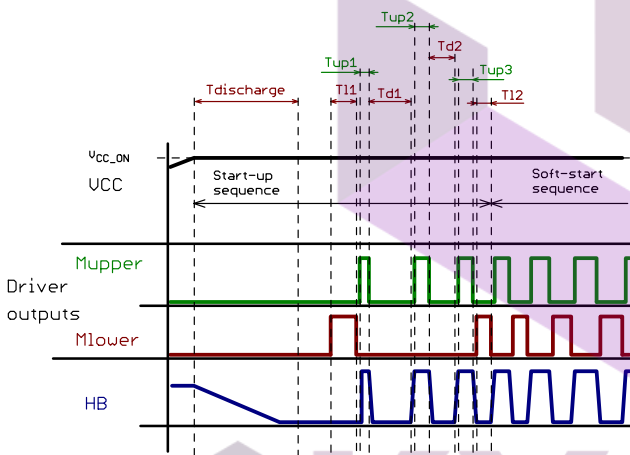 Tup2
Td2
Tup1
Tup3
Tdischarge
Tl1
Td1
Tl2
VCC_ON
VCC
Start-up
sequence
Soft-start
sequence
Mupper
Driver
outputs
Mlower
HB